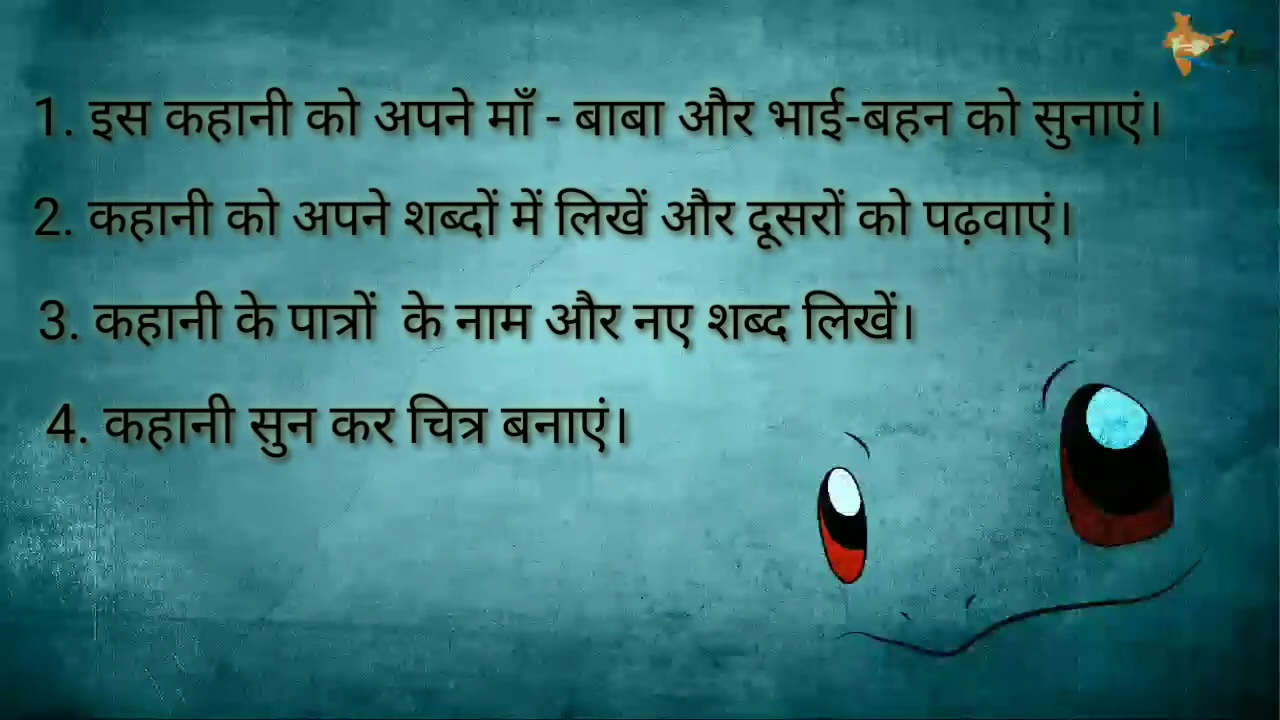 1. इस कहानी को अपने माँ - बाबा और भाई-बहन को सुनाएं।
2. कहानी को अपने शब्दों में लिखें और दूसरों को पढ़वाएं।
3. कहानी के पात्रों के नाम और नए शब्द लिखें।
4. कहानी सुन कर चित्र बनाएं।